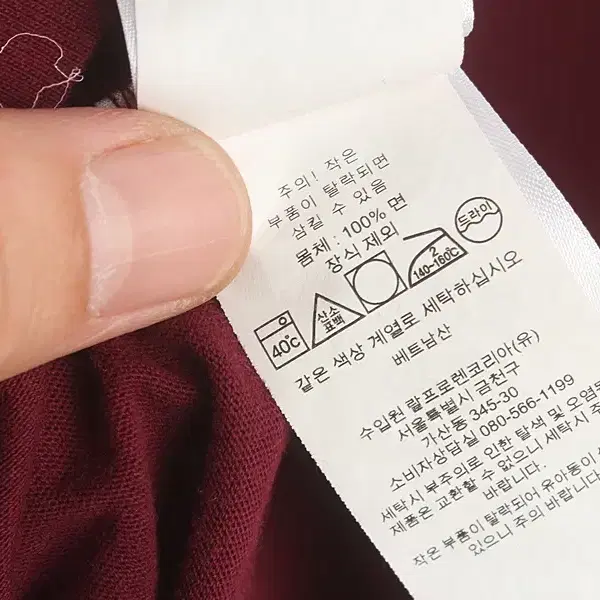 주의! 작은
부품이 탈락되면
삼킬 수 있음
몸체 : 100% 면
장식 제외
40℃ 산소 표백 2 140~160℃ 드라이
같은 색상 계열로 세탁하십시오
베트남산
수입원 랄프로렌코리아(유)
서울특별시 금천구
가산동 345-30
소비자상담실 080-566-1199
세탁시 부주의로 인한 탈색 및 오염된
제품은 교환할 수 없으니 세탁시 주
바랍니다.
작은 부품이 탈락되어 유아동이
있으니 주의 바랍니다